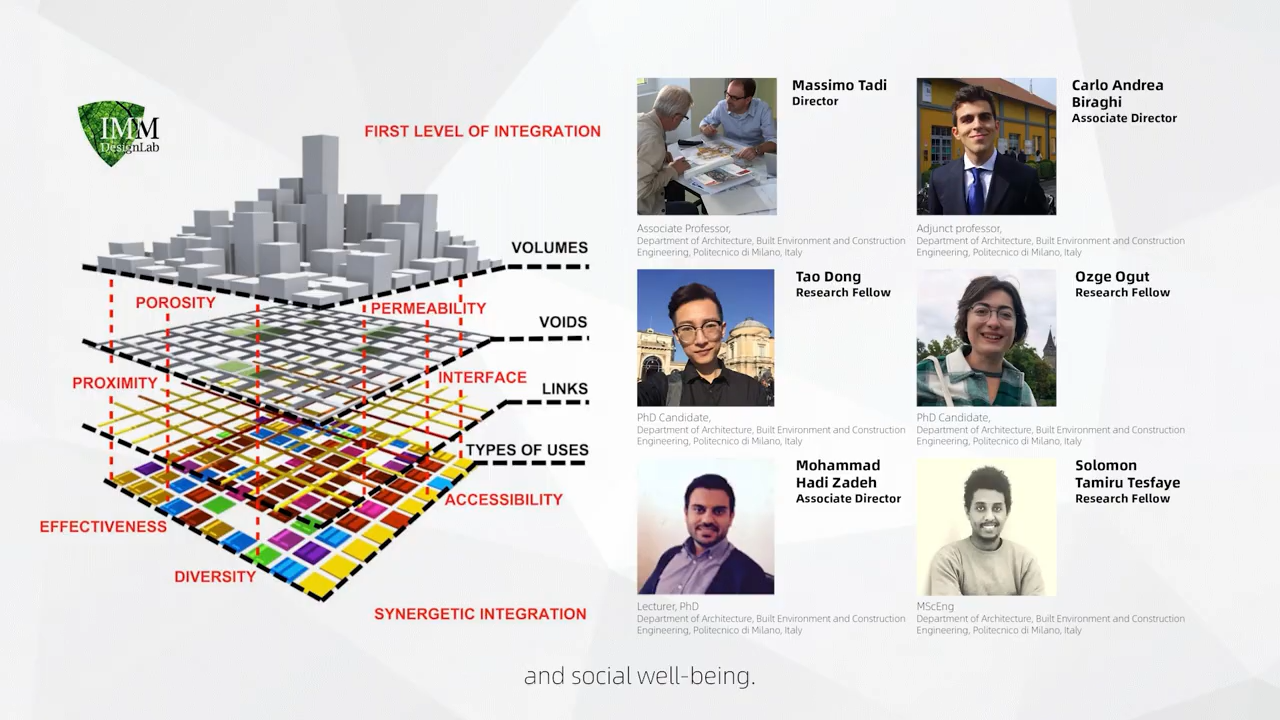 IMM
DesignLab
FIRST LEVEL OF INTEGRATION
VOLUMES
POROSITY
PERMEABILITY
VOIDS
PROXIMITY
INTERFACE
LINKS
TYPES OF USES
ACCESSIBILITY
EFFECTIVENESS
DIVERSITY
SYNERGETIC INTEGRATION
Massimo Tadi
Director
Associate Professor,
Department of Architecture, Built Environment and Construction
Engineering, Politecnico di Milano, Italy
Carlo Andrea
Biraghi
Associate Director
Adjunct professor,
Department of Architecture, Built Environment and Construction
Engineering, Politecnico di Milano, Italy
Tao Dong
Research Fellow
PhD Candidate,
Department of Architecture, Built Environment and Construction
Engineering, Politecnico di Milano, Italy
Ozge Ogut
Research Fellow
PhD Candidate,
Department of Architecture, Built Environment and Construction
Engineering, Politecnico di Milano, Italy
Mohammad
Hadi Zadeh
Associate Director
Lecturer, PhD
Department of Architecture, Built Environment and Construction
Engineering, Politecnico di Milano, Italy
Solomon
Tamiru Tesfaye
Research Fellow
MScEng
Department of Architecture, Built Environment and Construction
Engineering, Politecnico di Milano, Italy
and social well-being.